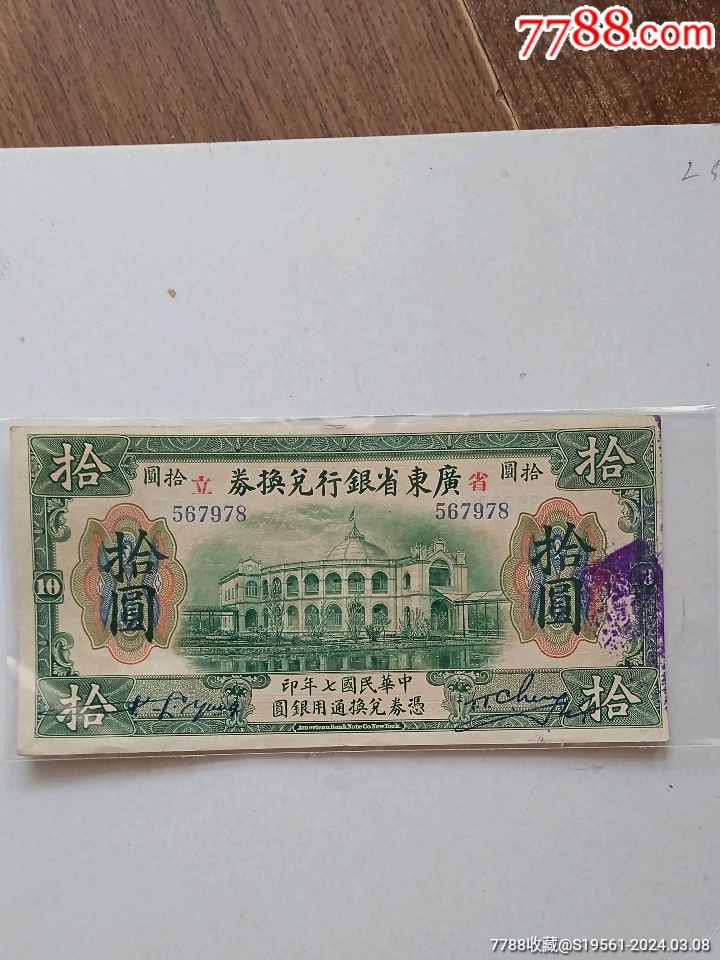 7788.com
拾 拾
圓拾 立 券換兌行銀省東廣 省 圓拾
567978 567978
拾圓 拾圓
10
印年七國民華中
圓銀用通換兌券憑
拾 拾
American Bank Note Co. New York.
7788收藏@S19561-2024.03.08